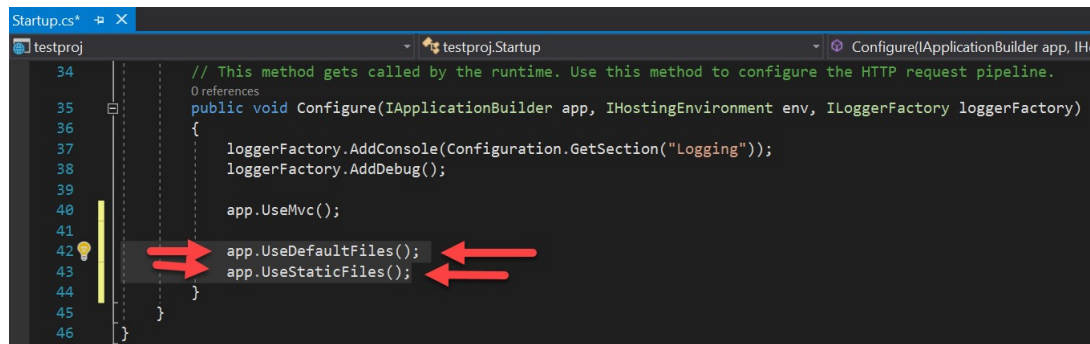 Startup.cs*
testproj testproj.Startup Configure(IApplicationBuilder app, IH
34 // This method gets called by the runtime. Use this method to configure the HTTP request pipeline.
0 references
35 public void Configure(IApplicationBuilder app, IHostingEnvironment env, ILoggerFactory loggerFactory)
36 {
37 loggerFactory.AddConsole(Configuration.GetSection("Logging"));
38 loggerFactory.AddDebug();
39
40 app.UseMvc();
41
42 app.UseDefaultFiles();
43 app.UseStaticFiles();
44 }
45 }
46 }